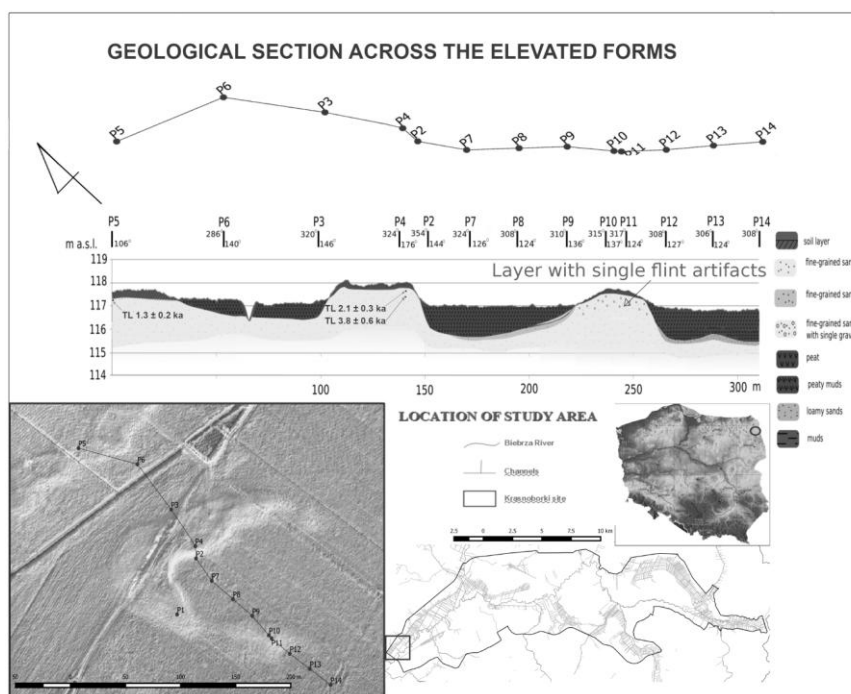 GEOLOGICAL SECTION ACROSS THE ELEVATED FORMS
P5
P6
P3
P4
P2
P7
P8
P9
P10
P11
P12
P13
P14
P5 P6 P3 P4 P2 P7 P8 P9 P10 P11 P12 P13 P14
m a.s.l. 106° 286° 140° 320° 146° 324° 176° 354° 144° 324° 126° 308° 124° 310° 136° 315° 137° 317° 124° 308° 127° 306° 124° 308°
119
118
117
116
115
114
Layer with single flint artifacts
TL 1.3 ± 0.2 ka
TL 2.1 ± 0.3 ka
TL 3.8 ± 0.6 ka
100 150 200 250 300 m
soil layer
fine-grained san
fine-grained san
fine-grained san
with single grav
peat
peaty muds
loamy sands
muds
P5
P6
P3
P4
P2
P7
P8
P1
P9
P10
P11
P12
P13
P14
50 0 50 100 200 m
LOCATION OF STUDY AREA
Biebrza River
Channels
Krasnoborki site
2.5 0 2.5 5 7.5 10 km